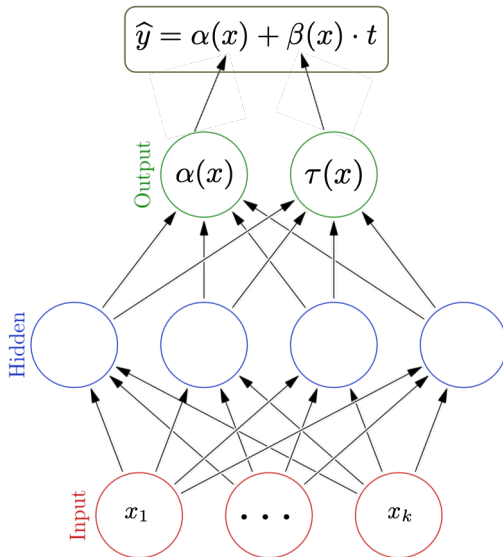 ŷ = α(x) + β(x) · t
Output
α(x)
τ(x)
Hidden
Input
x₁
...
xₖ